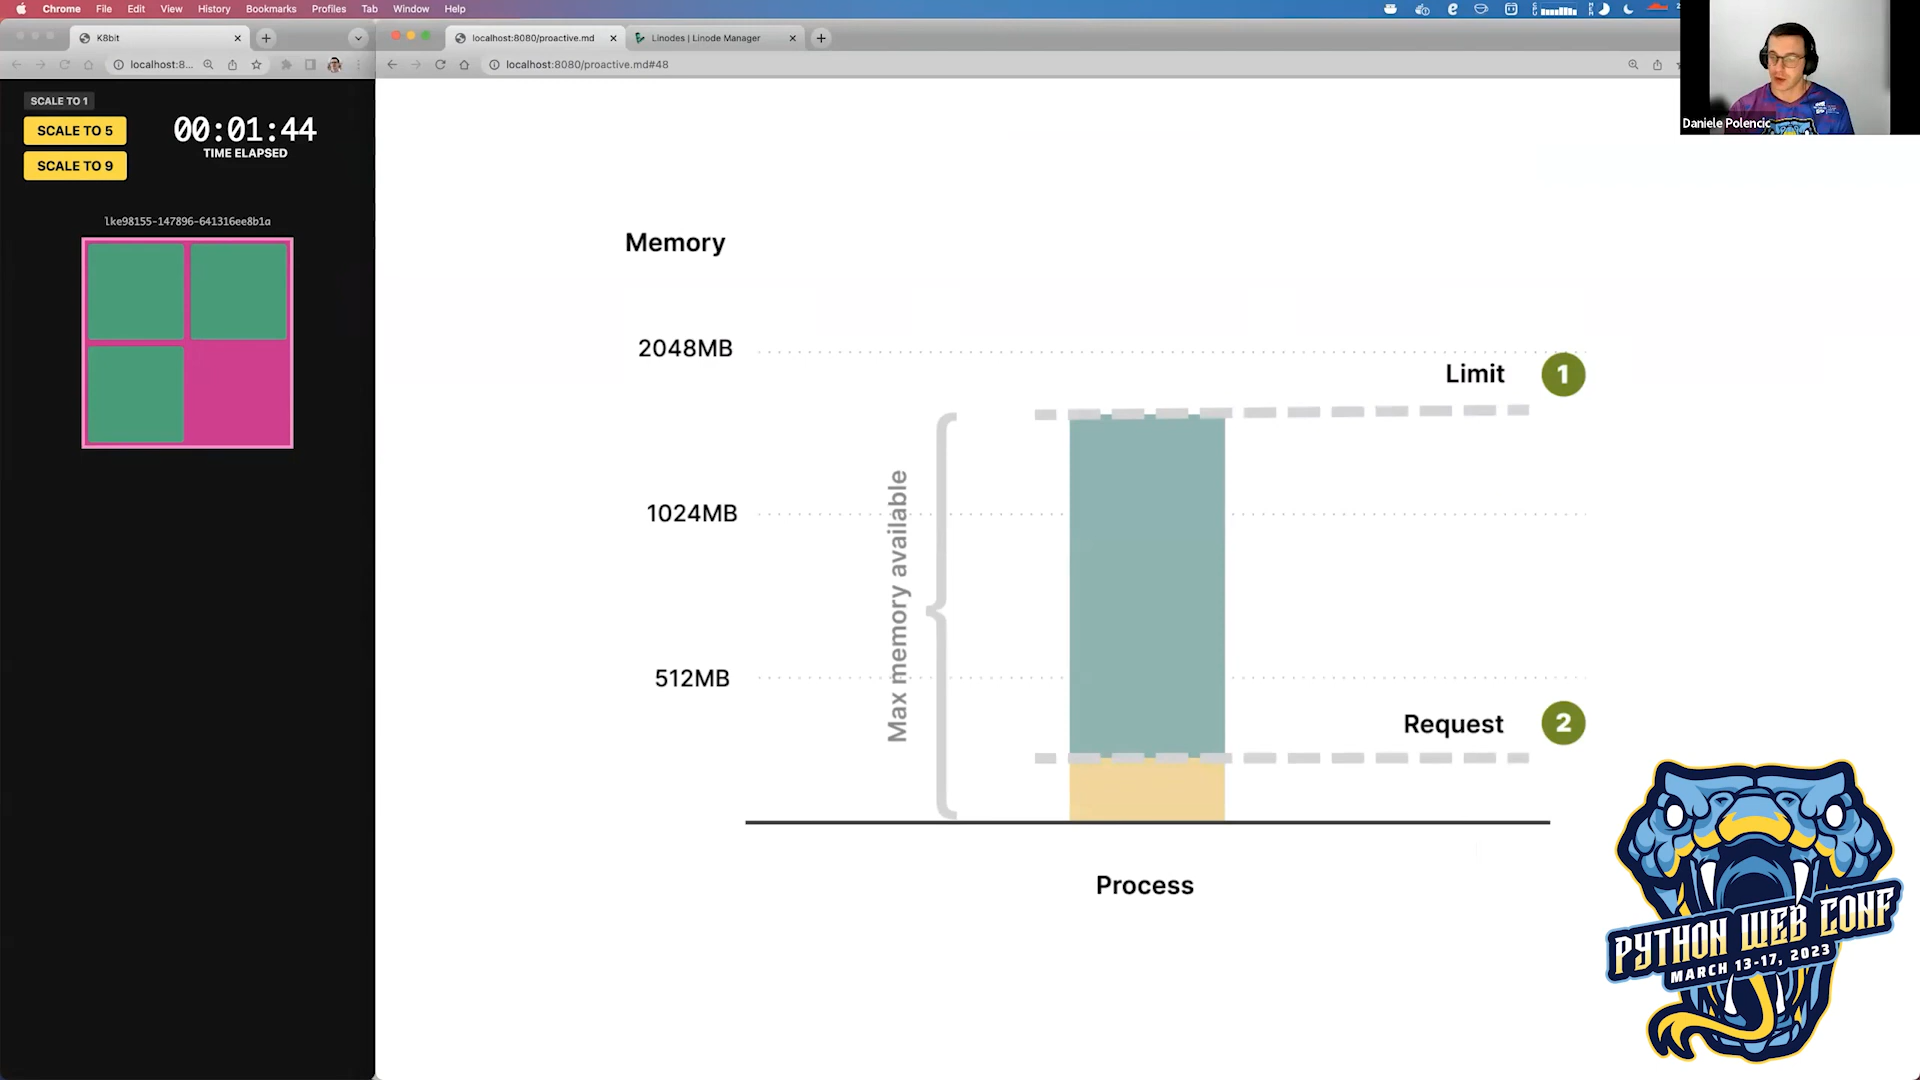 Chrome File Edit View History Bookmarks Profiles Tab Window Help
K8bit
localhost:8080/proactive.md
Linodes | Linode Manager
localhost:8...
localhost:8080/proactive.md#48
SCALE TO 1
SCALE TO 5
SCALE TO 9
00:01:44
TIME ELAPSED
lke98155-147896-641316ee8b1a
Daniele Polencic
Memory
2048MB
Limit 1
1024MB
Max memory available
512MB
Request 2
Process
PYTHON WEB CONF
MARCH 13-17, 2023